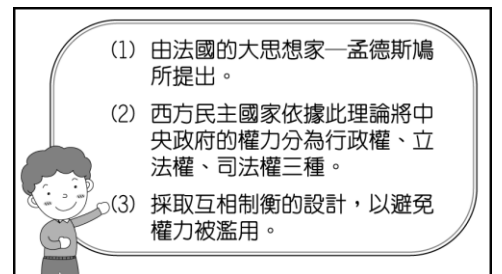 (1) 由法國的大思想家─孟德斯鳩
所提出。
(2) 西方民主國家依據此理論將中
央政府的權力分為行政權、立
法權、司法權三種。
(3) 採取互相制衡的設計，以避免
權力被濫用。